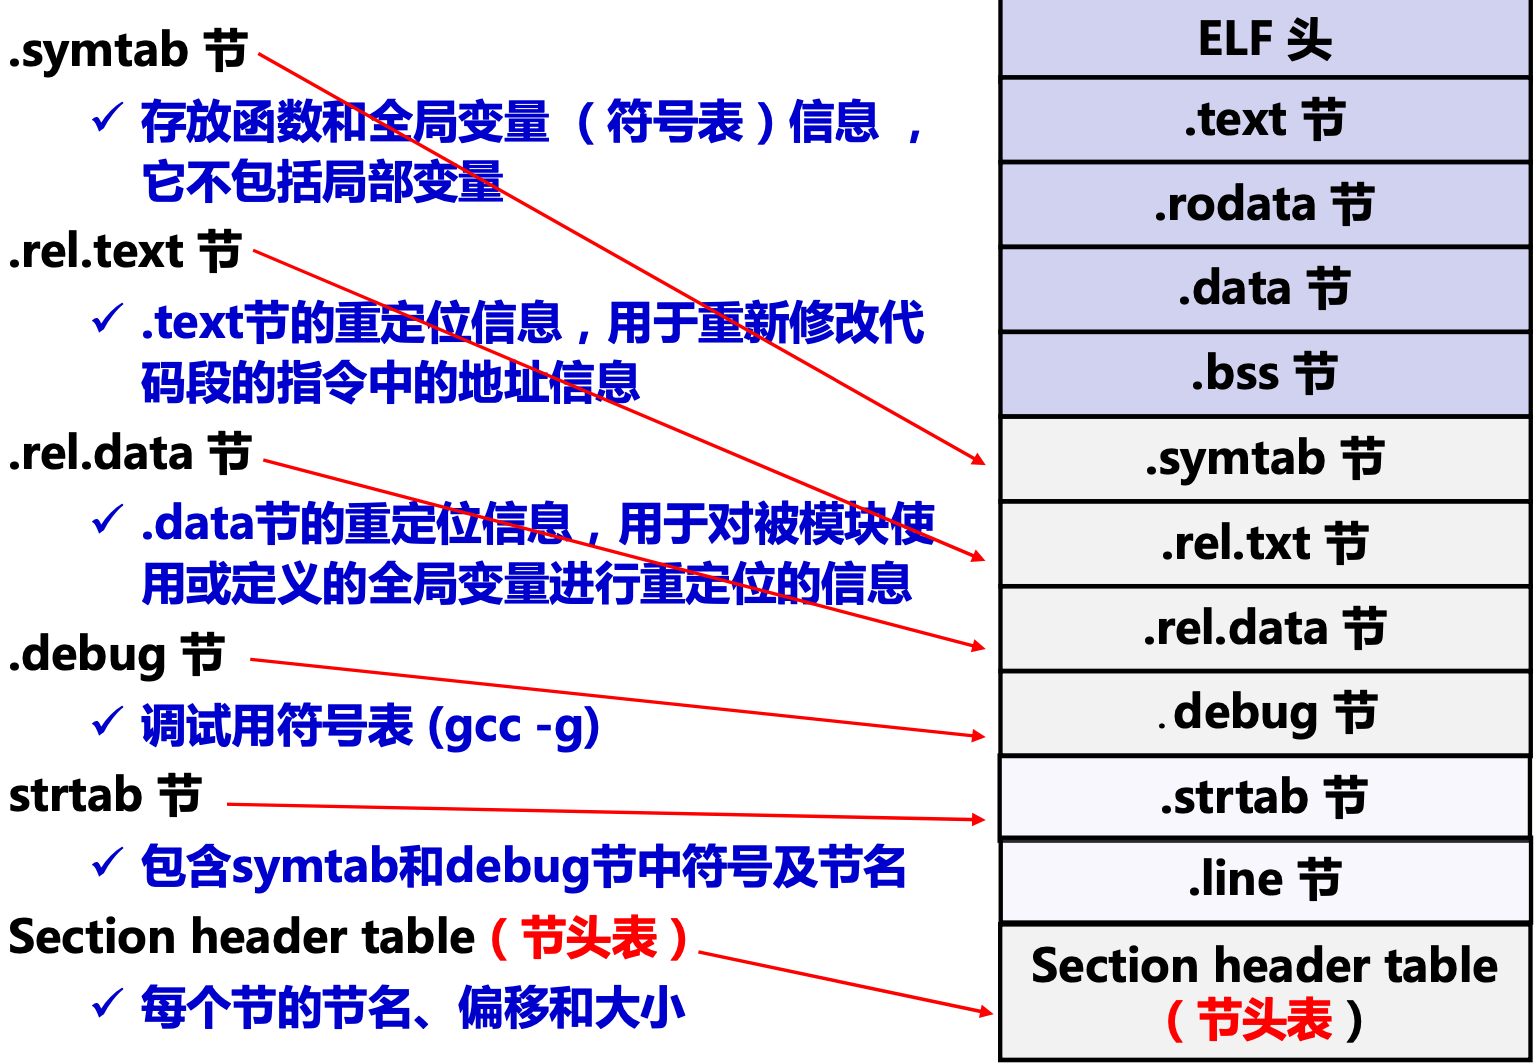 .symtab 节
✓ 存放函数和全局变量 （符号表）信息 ，
它不包括局部变量
.rel.text 节
✓ .text节的重定位信息，用于重新修改代
码段的指令中的地址信息
.rel.data 节
✓ .data节的重定位信息，用于对被模块使
用或定义的全局变量进行重定位的信息
.debug 节
✓ 调试用符号表 (gcc -g)
strtab 节
✓ 包含symtab和debug节中符号及节名
Section header table（节头表）
✓ 每个节的节名、偏移和大小
ELF 头
.text 节
.rodata 节
.data 节
.bss 节
.symtab 节
.rel.txt 节
.rel.data 节
.debug 节
.strtab 节
.line 节
Section header table
（节头表）